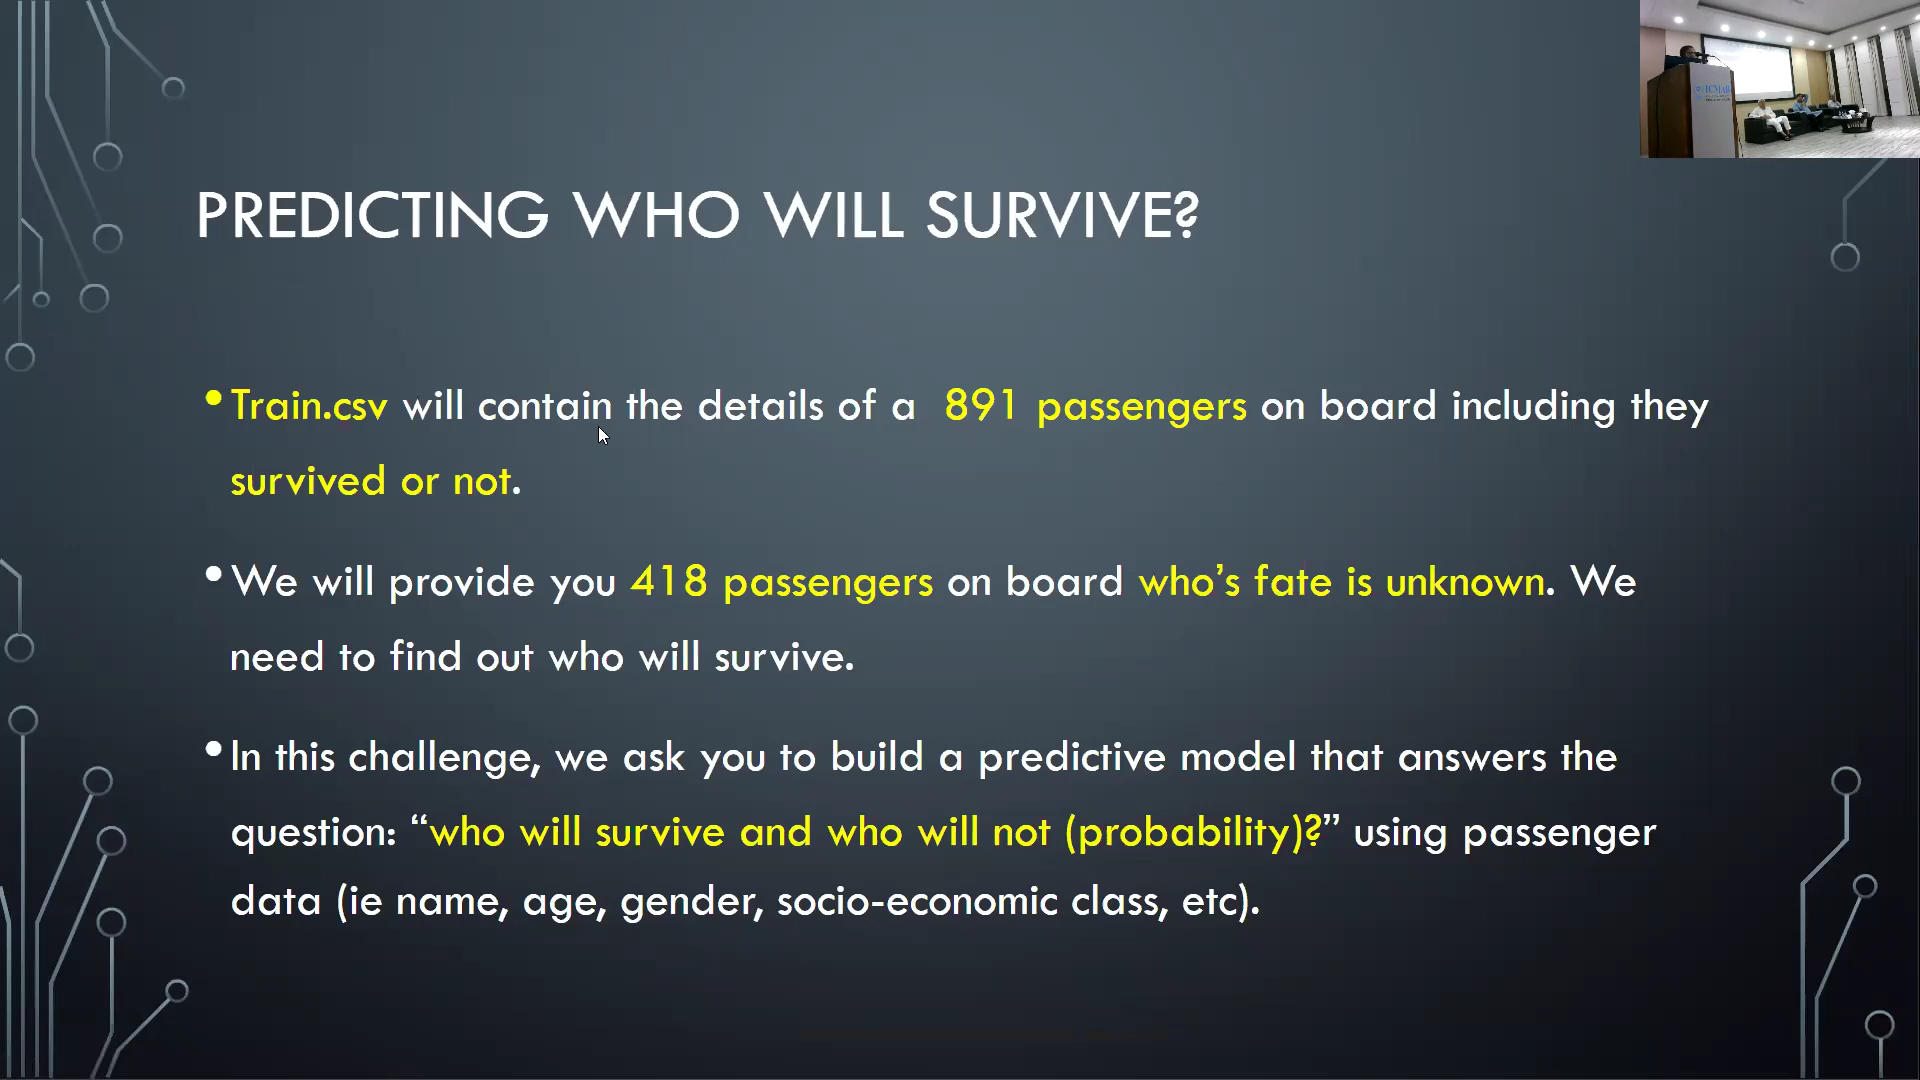 PREDICTING WHO WILL SURVIVE?
• Train.csv will contain the details of a 891 passengers on board including they
survived or not.
• We will provide you 418 passengers on board who’s fate is unknown. We
need to find out who will survive.
• In this challenge, we ask you to build a predictive model that answers the
question: “who will survive and who will not (probability)?” using passenger
data (ie name, age, gender, socio-economic class, etc).
ICMAB